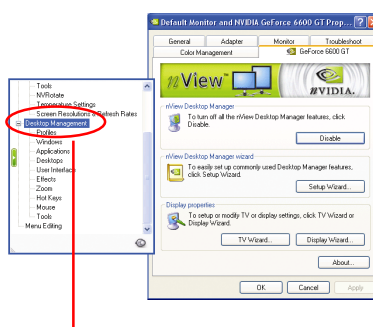 Default Monitor and NVIDIA GeForce 6600 GT Prop...
General Adapter Monitor Troubleshoot
Color Management GeForce 6600 GT
nView NVIDIA.
nView Desktop Manager
To turn off all the nView Desktop Manager features, click
Disable.
Disable
nView Desktop Manager wizard
To easily set up commonly used Desktop Manager features,
click Setup Wizard.
Setup Wizard...
Display properties
To setup or modify TV or display settings, click TV Wizard or
Display Wizard.
TV Wizard... Display Wizard...
About...
OK Cancel Apply
Tools
NVRotate
Temperature Settings
Screen Resolutions & Refresh Rates
Desktop Management
Profiles
Windows
Applications
Desktops
User Interface
Effects
Zoom
Hot Keys
Mouse
Tools
Menu Editing